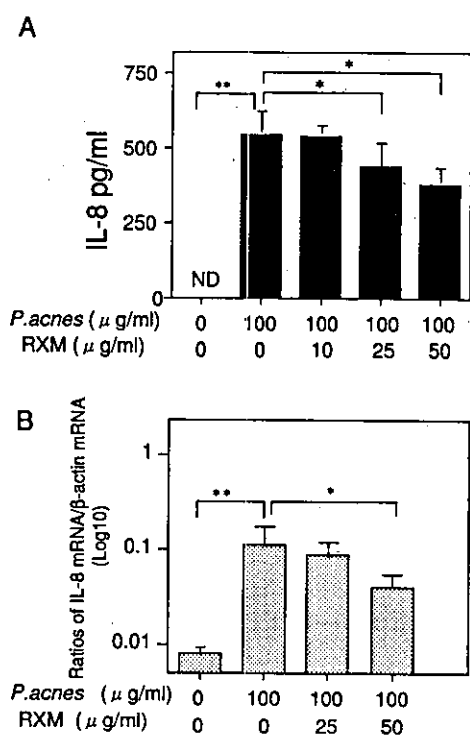 A
IL-8 pg/ml
750
500
250
0
**
*
*
ND
P.acnes ( μ g/ml) 0 100 100 100 100
RXM ( μ g/ml) 0 0 10 25 50
B
Ratios of IL-8 mRNA/β-actin mRNA
(Log10)
1
0.1
0.01
**
*
P.acnes ( μ g/ml) 0 100 100 100
RXM ( μ g/ml) 0 0 25 50